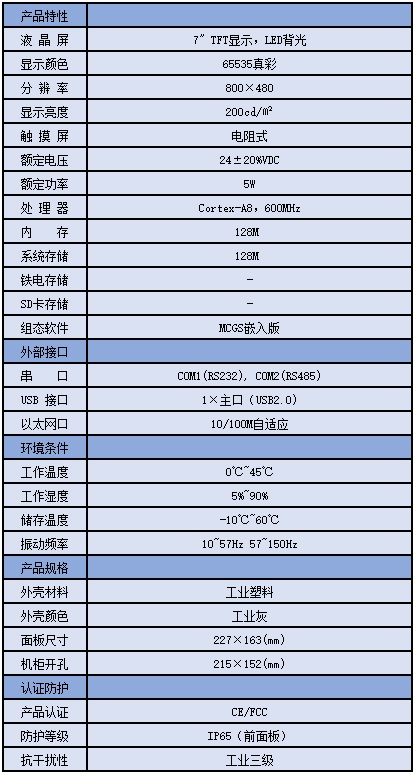 产品特性
液 晶 屏 7″TFT显示，LED背光
显示颜色 65535真彩
分 辨 率 800×480
显示亮度 200cd/㎡
触 摸 屏 电阻式
额定电压 24±20%VDC
额定功率 5W
处 理 器 Cortex-A8，600MHz
内 存 128M
系统存储 128M
铁电存储 -
SD卡存储 -
组态软件 MCGS嵌入版
外部接口
串 口 COM1(RS232), COM2(RS485)
USB 接口 1×主口（USB2.0）
以太网口 10/100M自适应
环境条件
工作温度 0℃~45℃
工作湿度 5%~90%
储存温度 -10℃~60℃
振动频率 10~57Hz 57~150Hz
产品规格
外壳材料 工业塑料
外壳颜色 工业灰
面板尺寸 227×163(mm)
机柜开孔 215×152(mm)
认证防护
产品认证 CE/FCC
防护等级 IP65（前面板）
抗干扰性 工业三级